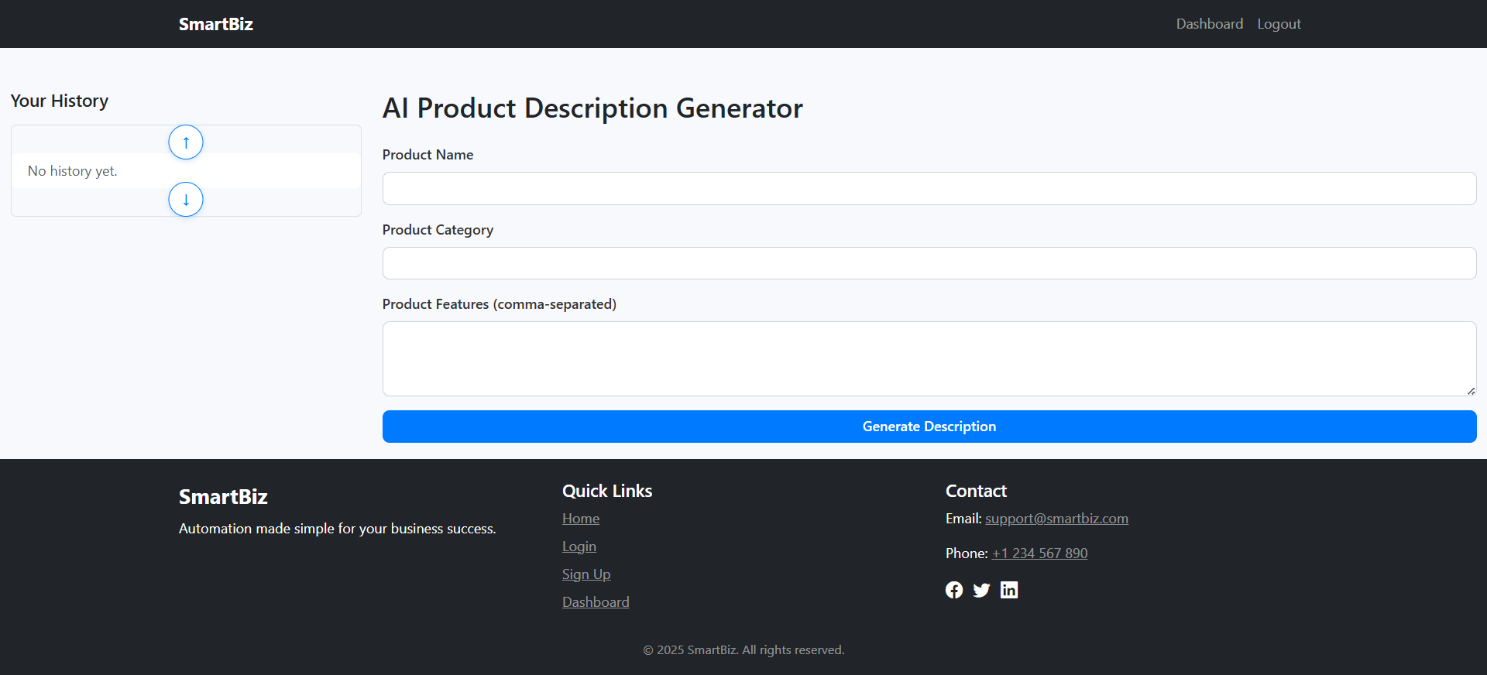 SmartBiz
Dashboard Logout
Your History
↑
No history yet.
↓
AI Product Description Generator
Product Name
Product Category
Product Features (comma-separated)
Generate Description
SmartBiz
Automation made simple for your business success.
Quick Links
Home
Login
Sign Up
Dashboard
Contact
Email: support@smartbiz.com
Phone: +1 234 567 890
© 2025 SmartBiz. All rights reserved.